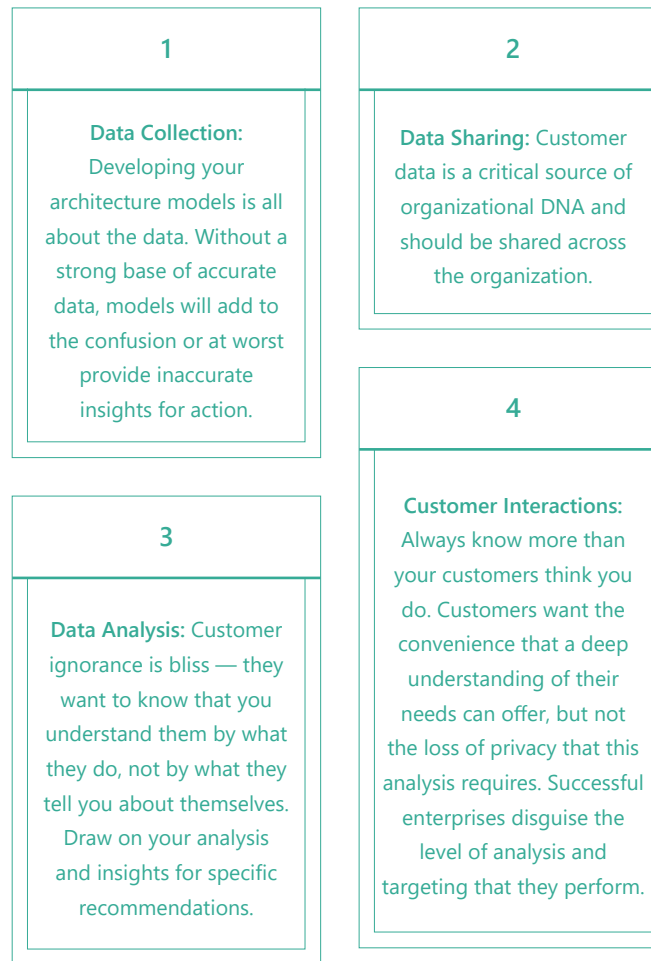 1
Data Collection:
Developing your
architecture models is all
about the data. Without a
strong base of accurate
data, models will add to
the confusion or at worst
provide inaccurate
insights for action.
2
Data Sharing: Customer
data is a critical source of
organizational DNA and
should be shared across
the organization.
3
Data Analysis: Customer
ignorance is bliss — they
want to know that you
understand them by what
they do, not by what they
tell you about themselves.
Draw on your analysis
and insights for specific
recommendations.
4
Customer Interactions:
Always know more than
your customers think you
do. Customers want the
convenience that a deep
understanding of their
needs can offer, but not
the loss of privacy that this
analysis requires. Successful
enterprises disguise the
level of analysis and
targeting that they perform.